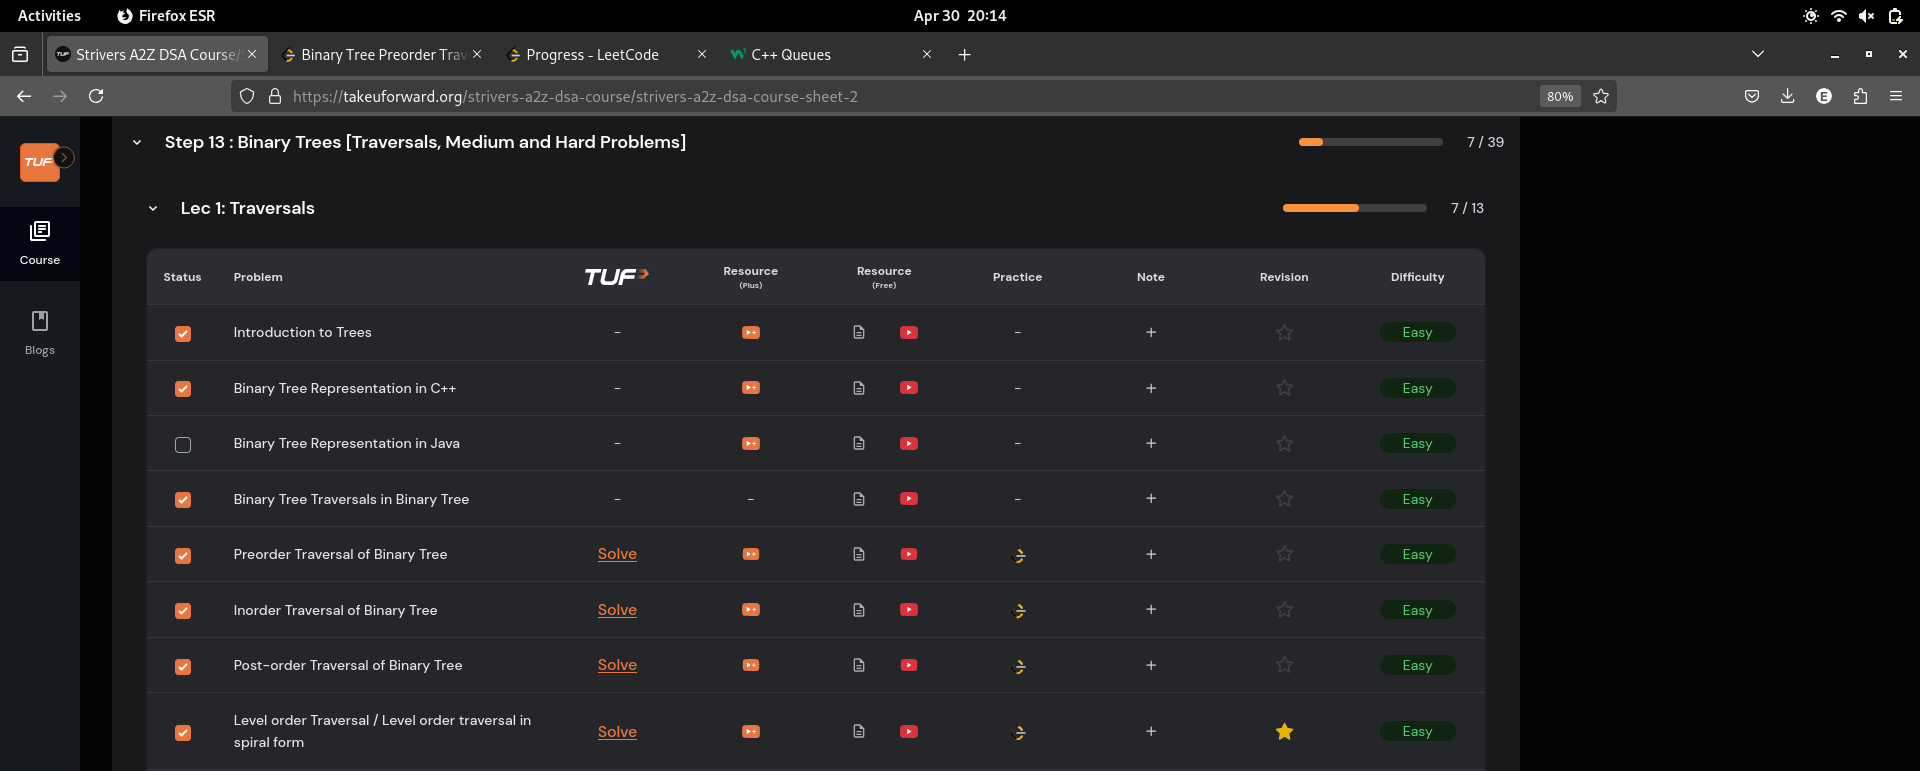 Activities Firefox ESR Apr 30 20:14
Strivers A2Z DSA Course/ Binary Tree Preorder Trav Progress - LeetCode C++ Queues
https://takeuforward.org/strivers-a2z-dsa-course/strivers-a2z-dsa-course-sheet-2 80% E
TUF
Course
Blogs
Step 13 : Binary Trees [Traversals, Medium and Hard Problems] 7 / 39
Lec 1: Traversals 7 / 13
Status Problem TUF Resource (Plus) Resource (Free) Practice Note Revision Difficulty
Introduction to Trees - - + Easy
Binary Tree Representation in C++ - - + Easy
Binary Tree Representation in Java - - + Easy
Binary Tree Traversals in Binary Tree - - - + Easy
Preorder Traversal of Binary Tree Solve + Easy
Inorder Traversal of Binary Tree Solve + Easy
Post-order Traversal of Binary Tree Solve + Easy
Level order Traversal / Level order traversal in
spiral form Solve + Easy